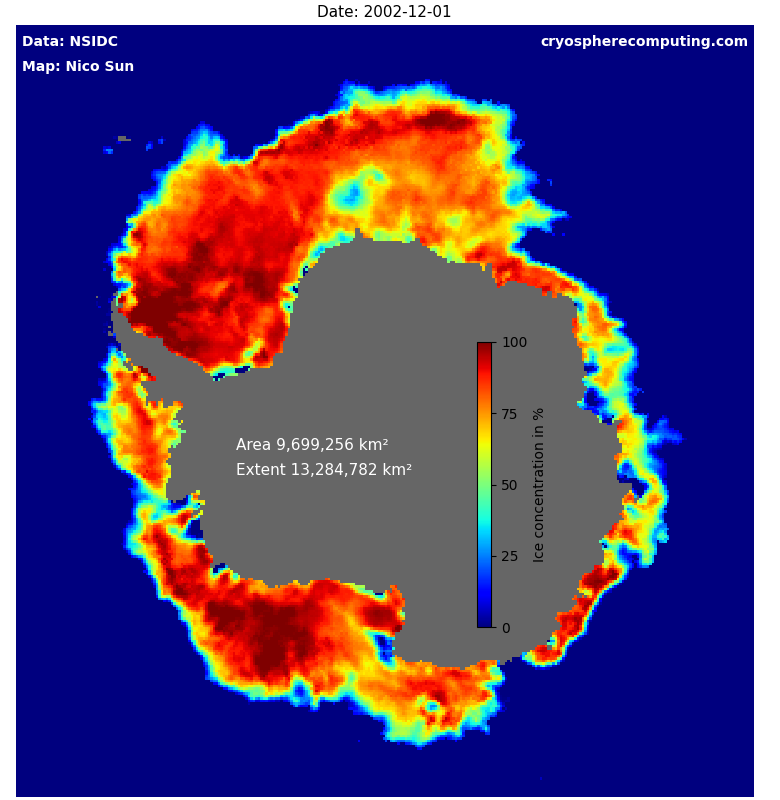 Date: 2002-12-01
Data: NSIDC
cryospherecomputing.com
Map: Nico Sun
100
75
50
25
0
Ice concentration in %
Area 9,699,256 km²
Extent 13,284,782 km²